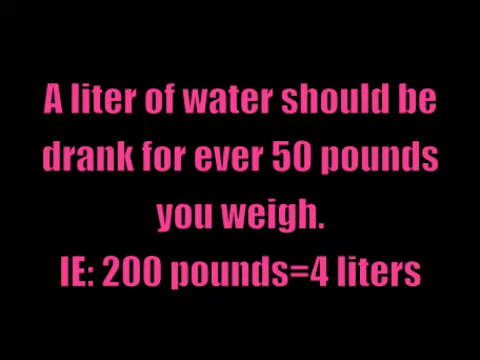 A liter of water should be
drank for ever 50 pounds
you weigh.
IE: 200 pounds=4 liters